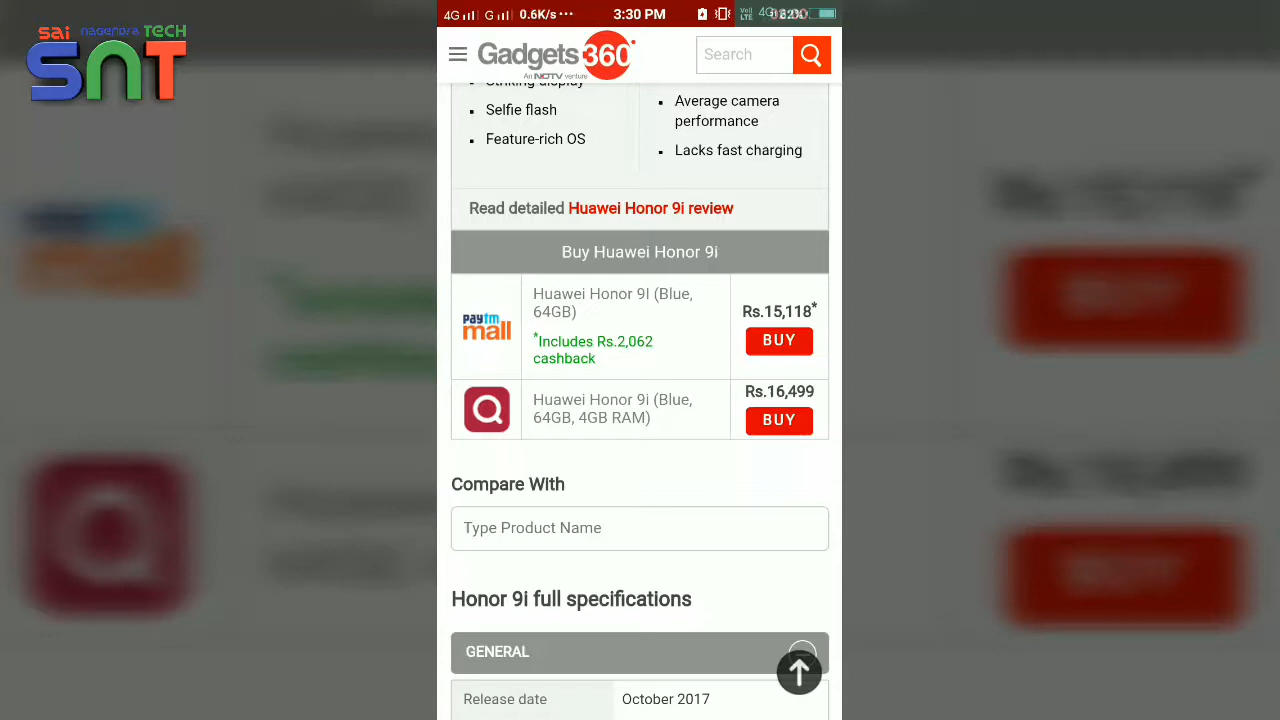 sai nagendra TECH
SNT
4G G 0.6K/s ··· 3:30 PM VoLTE 4G
Gadgets 360
An NDTV venture
Search
Striking display
• Selfie flash
• Feature-rich OS
• Average camera
performance
• Lacks fast charging
Read detailed Huawei Honor 9i review
Buy Huawei Honor 9i
paytm
mall
Huawei Honor 9I (Blue,
64GB)
*Includes Rs.2,062
cashback
Rs.15,118*
BUY
Huawei Honor 9i (Blue,
64GB, 4GB RAM)
Rs.16,499
BUY
Compare With
Type Product Name
Honor 9i full specifications
GENERAL
Release date October 2017